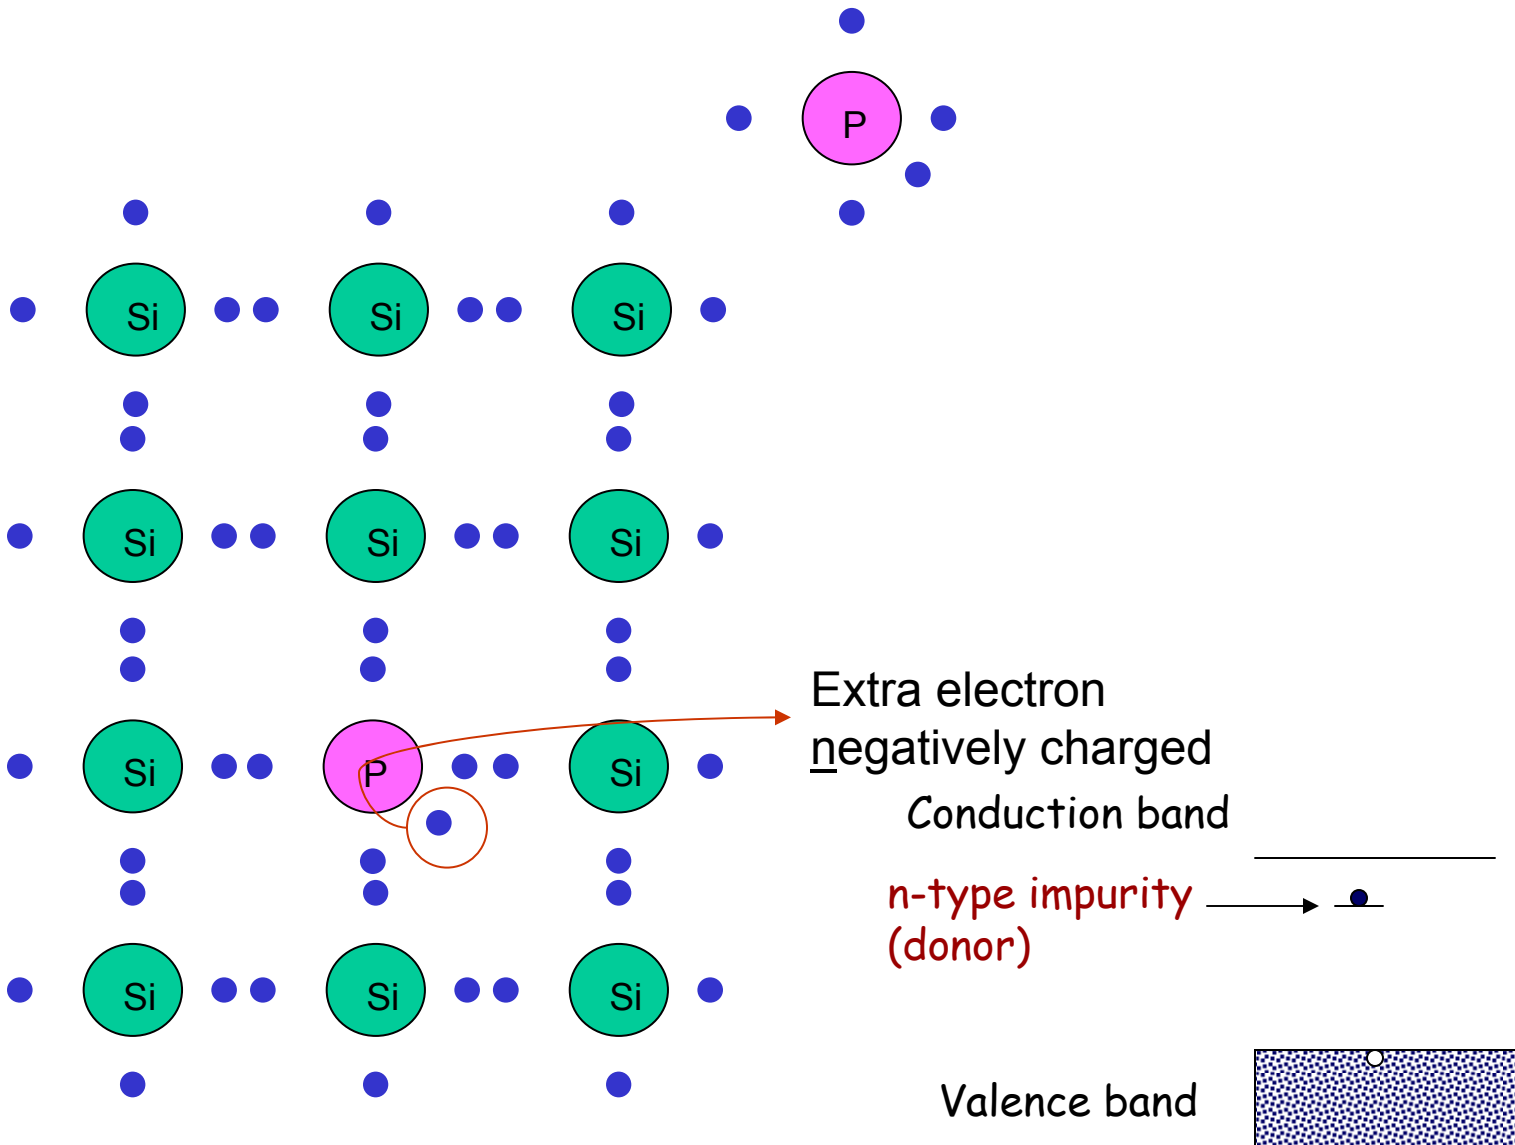 P
Si Si Si
Si Si Si
Si P Si
Si Si Si
Extra electron
negatively charged
Conduction band
n-type impurity
(donor)
Valence band